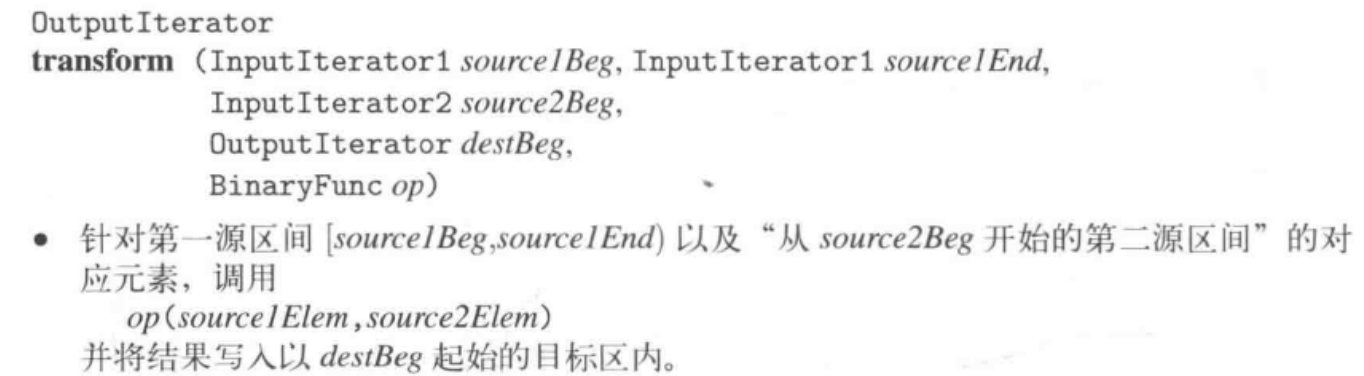 OutputIterator
transform (InputIterator1 source1Beg, InputIterator1 source1End,
InputIterator2 source2Beg,
OutputIterator destBeg,
BinaryFunc op)
• 针对第一源区间 [source1Beg,source1End) 以及“从 source2Beg 开始的第二源区间”的对
应元素，调用
op(source1Elem,source2Elem)
并将结果写入以 destBeg 起始的目标区内。